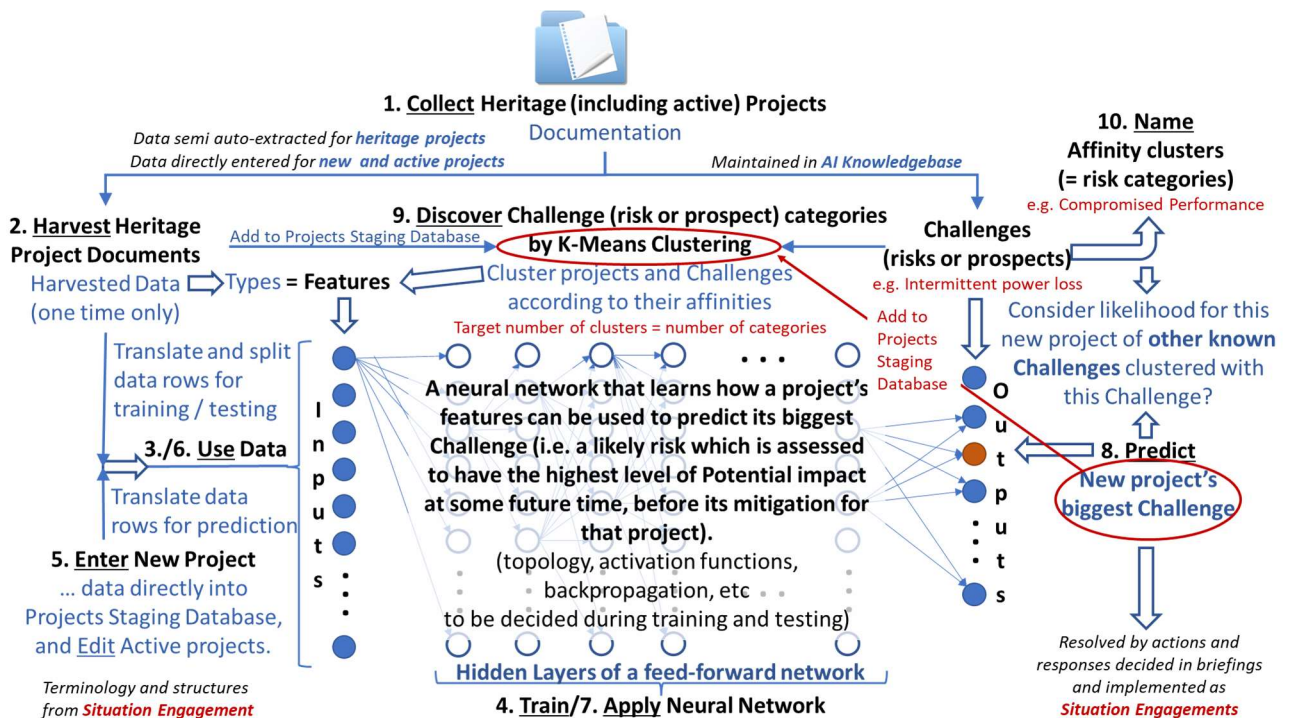 1. Collect Heritage (including active) Projects
Documentation
Data semi auto-extracted for heritage projects
Data directly entered for new and active projects
Maintained in AI Knowledgebase
10. Name
Affinity clusters
(= risk categories)
e.g. Compromised Performance
2. Harvest Heritage
Project Documents
Harvested Data
(one time only)
Add to Projects Staging Database
9. Discover Challenge (risk or prospect) categories
by K-Means Clustering
Cluster projects and Challenges
according to their affinities
Target number of clusters = number of categories
Types = Features
Challenges
(risks or prospects)
e.g. Intermittent power loss
Add to
Projects
Staging
Database
Consider likelihood for this
new project of other known
Challenges clustered with
this Challenge?
Translate and split
data rows for
training / testing
3./6. Use Data
Translate data
rows for prediction
Inputs
...
A neural network that learns how a project's
features can be used to predict its biggest
Challenge (i.e. a likely risk which is assessed
to have the highest level of Potential impact
at some future time, before its mitigation for
that project).
(topology, activation functions,
backpropagation, etc
to be decided during training and testing)
Outputs
8. Predict
New project's
biggest Challenge
5. Enter New Project
... data directly into
Projects Staging Database,
and Edit Active projects.
Terminology and structures
from Situation Engagement
Hidden Layers of a feed-forward network
4. Train/7. Apply Neural Network
Resolved by actions and
responses decided in briefings
and implemented as
Situation Engagements